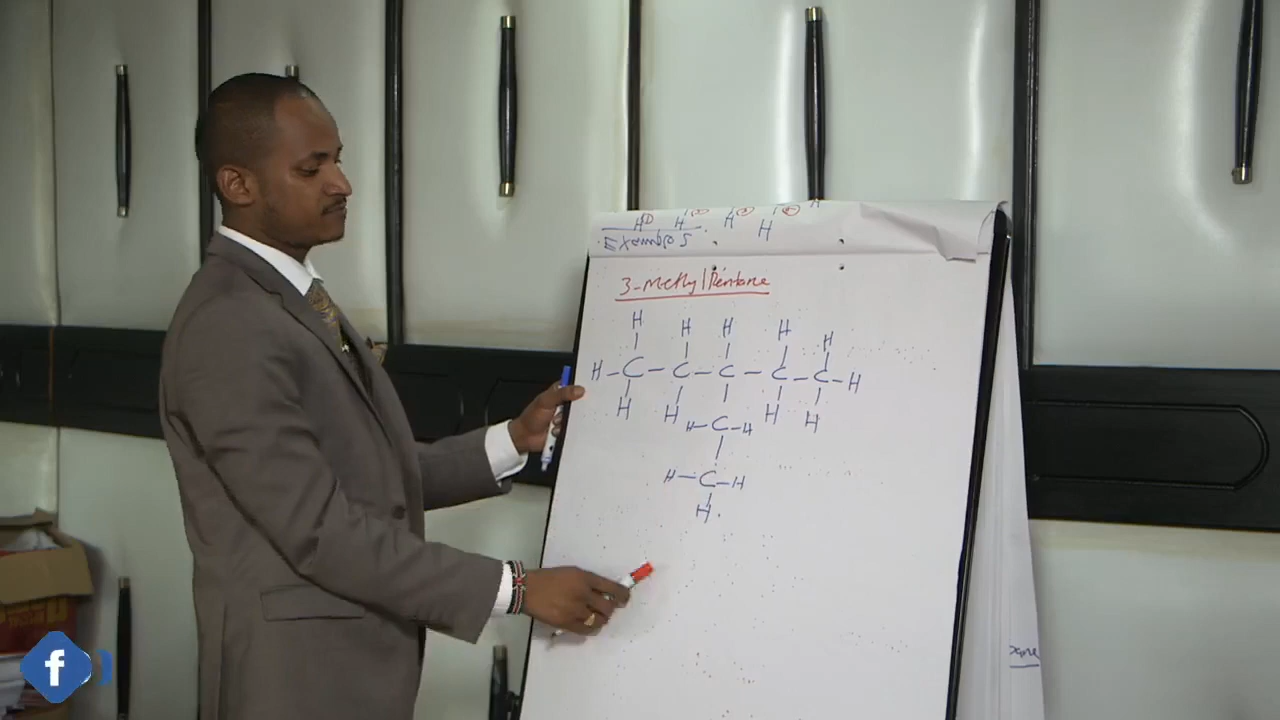 Examples
3-Methyl Pentane
H H H H H
H-C-C-C-C-C-H
H H H H
H-C-H
H-C-H
H.
f